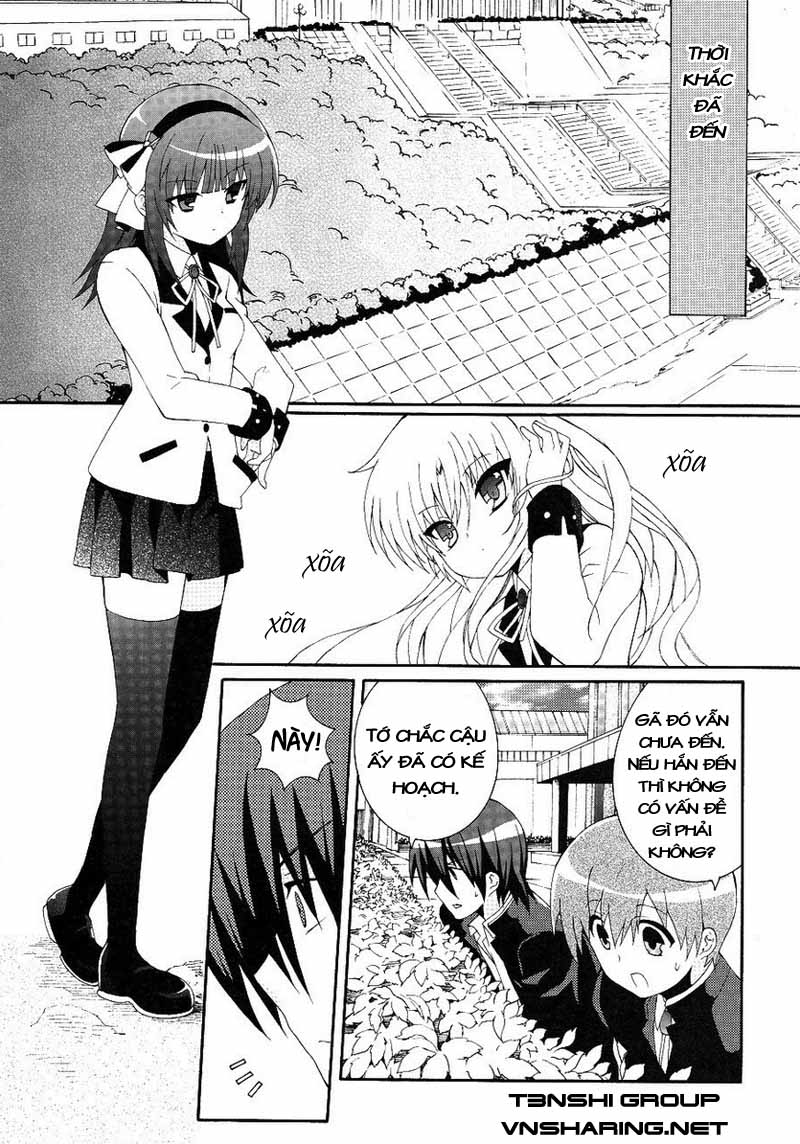 THỜI
KHẮC
ĐÃ
ĐẾN
xõa
xõa
xõa
GÃ ĐÓ VẪN
CHƯA ĐẾN.
NẾU HẮN ĐẾN
THÌ KHÔNG
CÓ VẤN ĐỀ
GÌ PHẢI
KHÔNG?
TỚ CHẮC CẬU
ẤY ĐÃ CÓ KẾ
HOẠCH.
NÀY!
T3NSHI GROUP
VNSHARING.NET